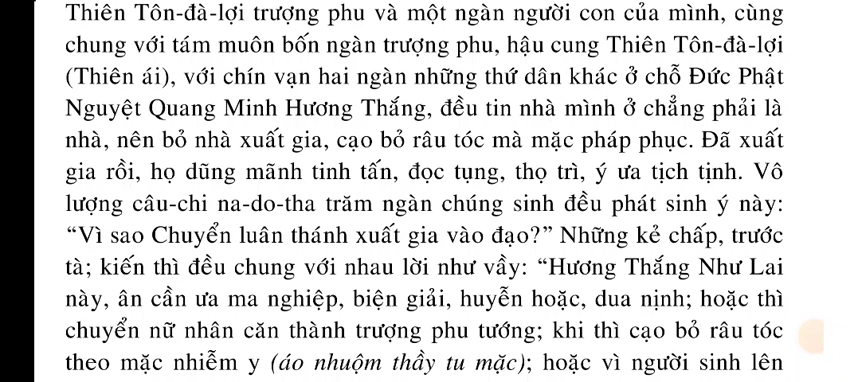 Thiên Tôn-đà-lợi trượng phu và một ngàn người con của mình, cùng
chung với tám muôn bốn ngàn trượng phu, hậu cung Thiên Tôn-đà-lợi
(Thiên ái), với chín vạn hai ngàn những thứ dân khác ở chỗ Đức Phật
Nguyệt Quang Minh Hương Thắng, đều tin nhà mình ở chẳng phải là
nhà, nên bỏ nhà xuất gia, cạo bỏ râu tóc mà mặc pháp phục. Đã xuất
gia rồi, họ dũng mãnh tinh tấn, đọc tụng, thọ trì, ý ưa tịch tịnh. Vô
lượng câu-chi na-do-tha trăm ngàn chúng sinh đều phát sinh ý này:
“Vì sao Chuyển luân thánh xuất gia vào đạo?” Những kẻ chấp, trước
tà; kiến thì đều chung với nhau lời như vầy: “Hương Thắng Như Lai
này, ân cần ưa ma nghiệp, biện giải, huyễn hoặc, dua nịnh; hoặc thì
chuyển nữ nhân căn thành trượng phu tướng; khi thì cạo bỏ râu tóc
theo mặc nhiễm y (áo nhuộm thầy tu mặc); hoặc vì người sinh lên